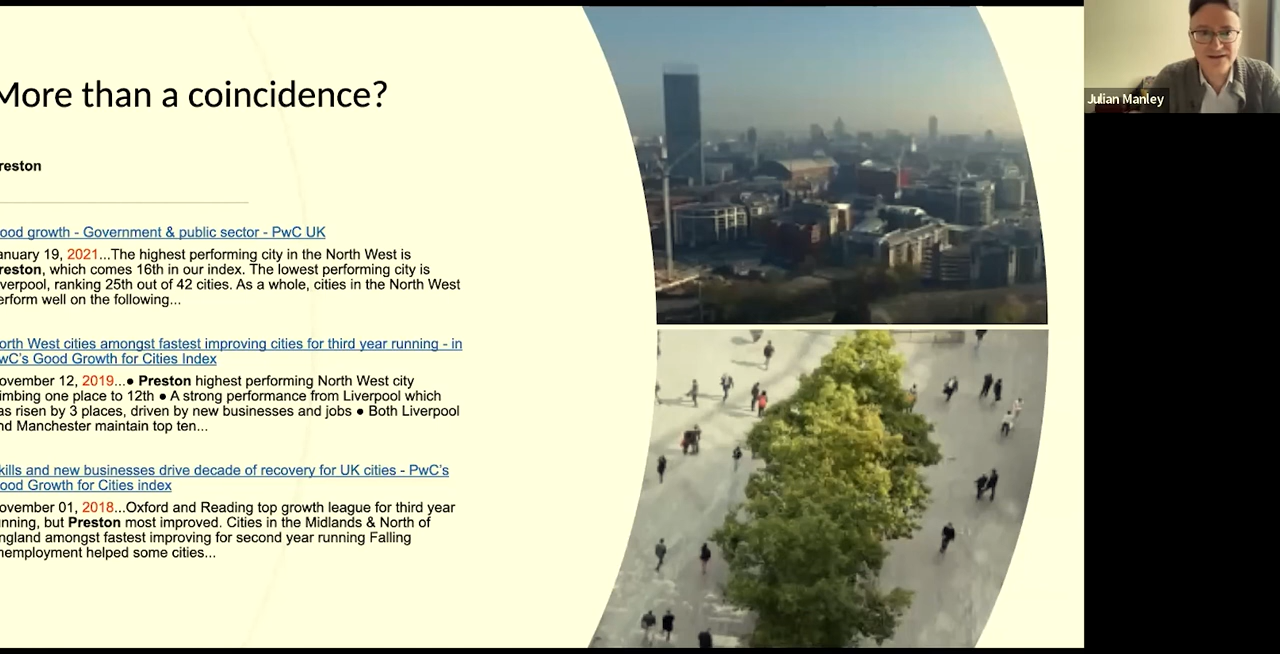 More than a coincidence?
Julian Manley
reston
ood growth - Government & public sector - PwC UK
anuary 19, 2021...The highest performing city in the North West is
reston, which comes 16th in our index. The lowest performing city is
verpool, ranking 25th out of 42 cities. As a whole, cities in the North West
erform well on the following...
orth West cities amongst fastest improving cities for third year running - in
wC's Good Growth for Cities Index
ovember 12, 2019...● Preston highest performing North West city
imbing one place to 12th ● A strong performance from Liverpool which
as risen by 3 places, driven by new businesses and jobs ● Both Liverpool
nd Manchester maintain top ten...
kills and new businesses drive decade of recovery for UK cities - PwC's
ood Growth for Cities index
ovember 01, 2018...Oxford and Reading top growth league for third year
nning, but Preston most improved. Cities in the Midlands & North of
ngland amongst fastest improving for second year running Falling
nemployment helped some cities...